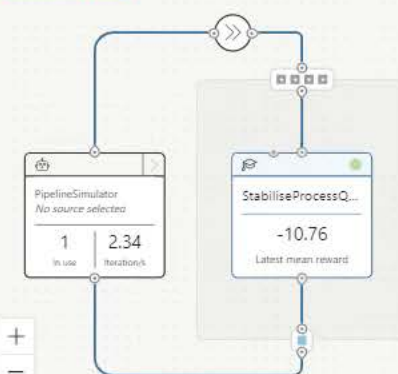 PipelineSimulator
No source selected
1
In use
2.34
Iteration/s
StabiliseProcessQ...
-10.76
Latest mean reward